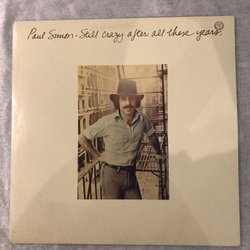 Paul Simon · Still crazy after all these years.